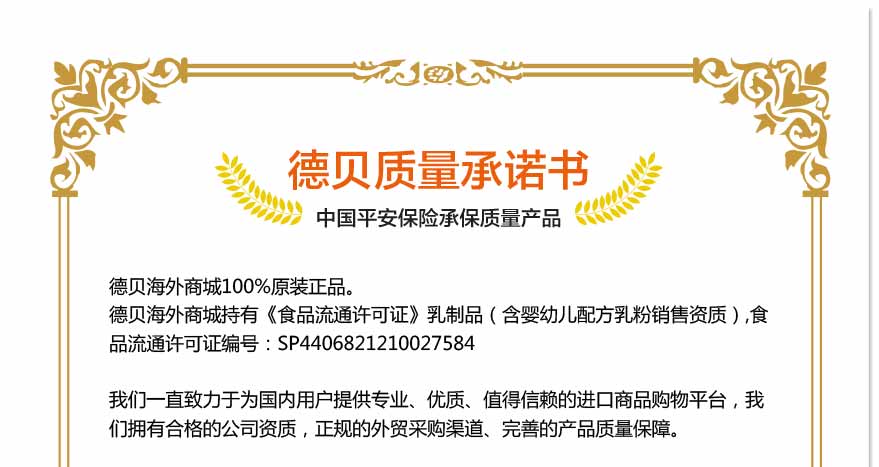 德贝质量承诺书
中国平安保险承保质量产品
德贝海外商城100%原装正品。
德贝海外商城持有《食品流通许可证》乳制品（含婴幼儿配方乳粉销售资质）,食
品流通许可证编号：SP4406821210027584
我们一直致力于为国内用户提供专业、优质、值得信赖的进口商品购物平台，我
们拥有合格的公司资质，正规的外贸采购渠道、完善的产品质量保障。